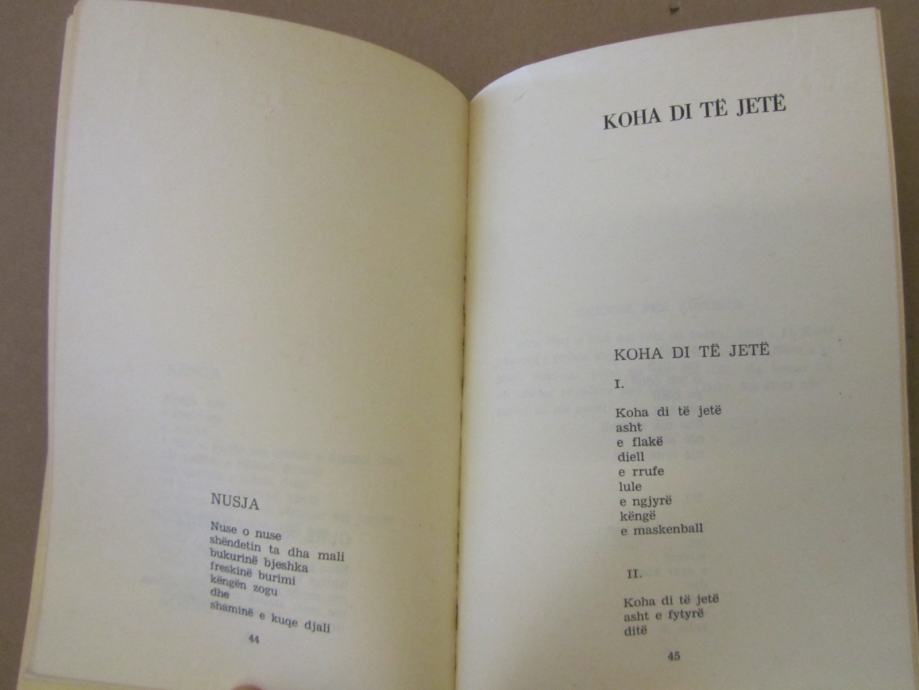 NUSJA
Nuse o nuse
shëndetin ta dha mali
bukurinë bjeshka
freskinë burimi
këngën zogu
dhe
shaminë e kuqe djali
44
KOHA DI TË JETË
KOHA DI TË JETË
I.
Koha di të jetë
asht
e flakë
diell
e rrufe
lule
e ngjyrë
këngë
e maskenball
II.
Koha di të jetë
asht e fytyrë
ditë
45